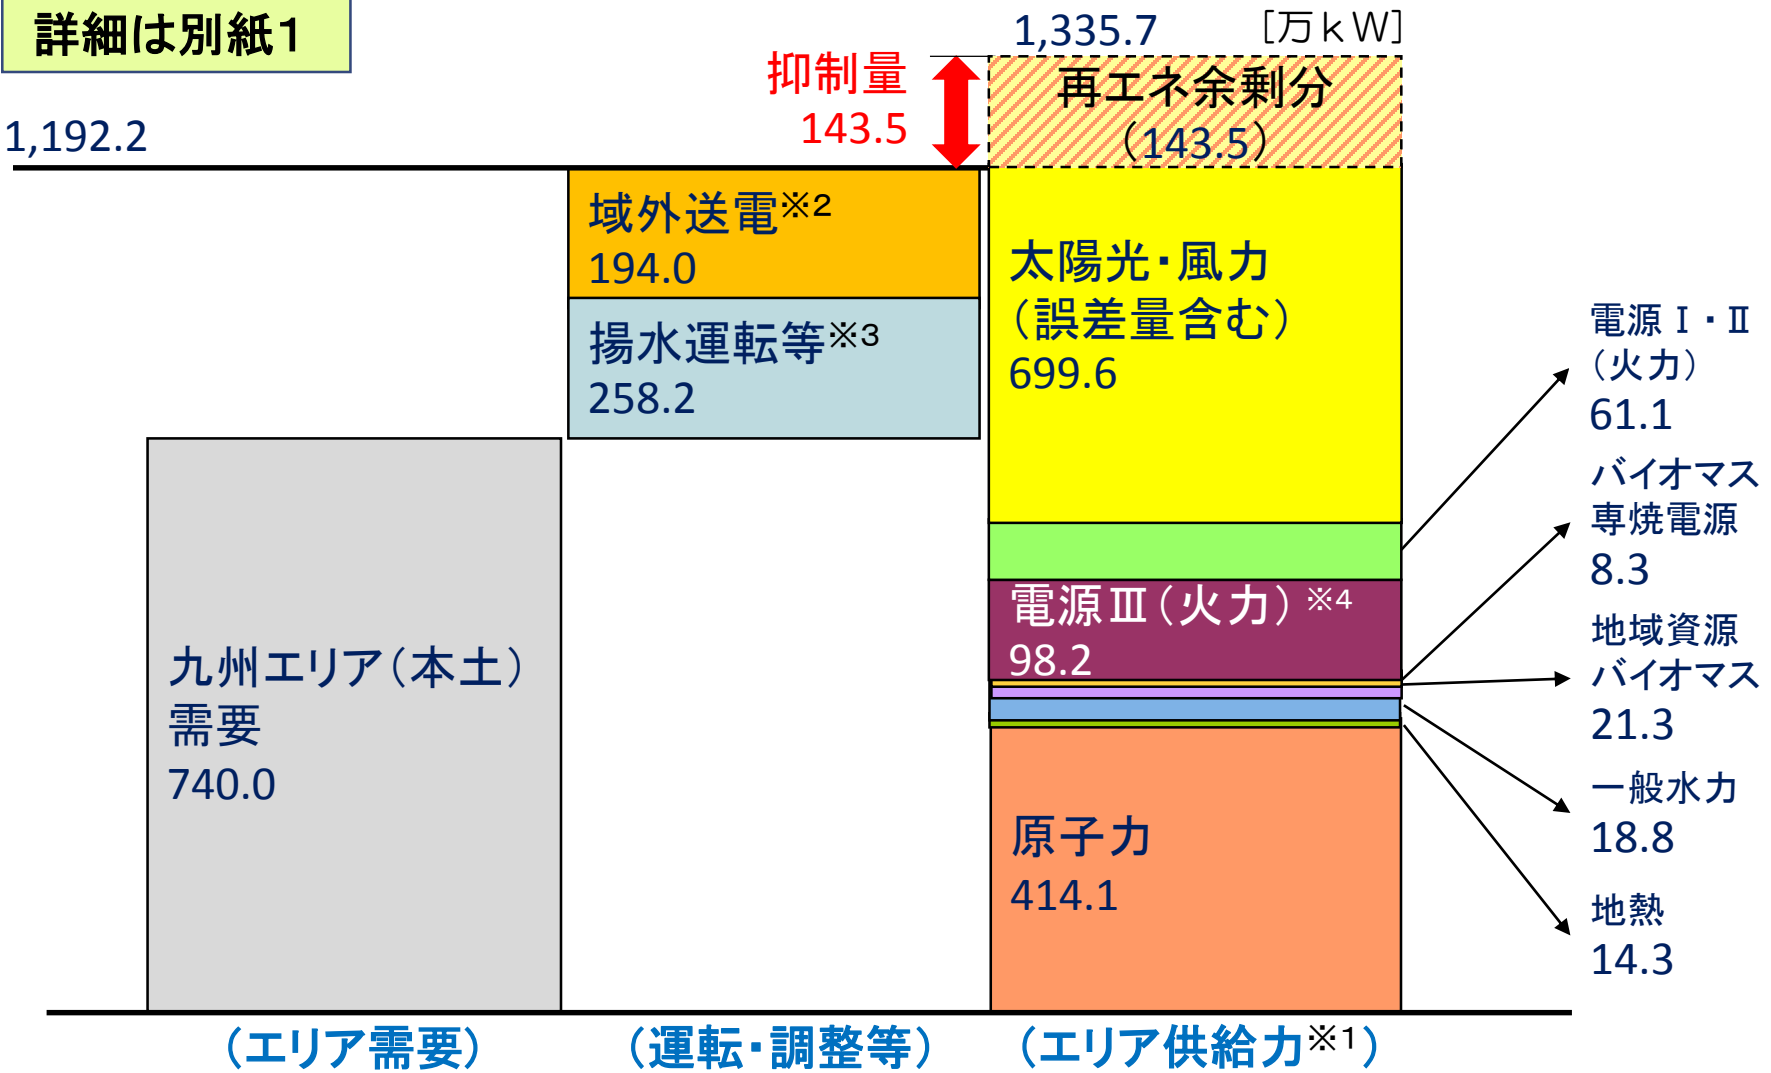 詳細は別紙1
1,335.7
[万kW]
抑制量
143.5
再エネ余剰分
(143.5)
1,192.2
域外送電※2
194.0
揚水運転等※3
258.2
太陽光・風力
(誤差量含む)
699.6
電源Ⅲ(火力)※4
98.2
九州エリア(本土)
需要
740.0
原子力
414.1
電源Ⅰ・Ⅱ
(火力)
61.1
バイオマス
専焼電源
8.3
地域資源
バイオマス
21.3
一般水力
18.8
地熱
14.3
(エリア需要)
(運転・調整等)
(エリア供給力※1)